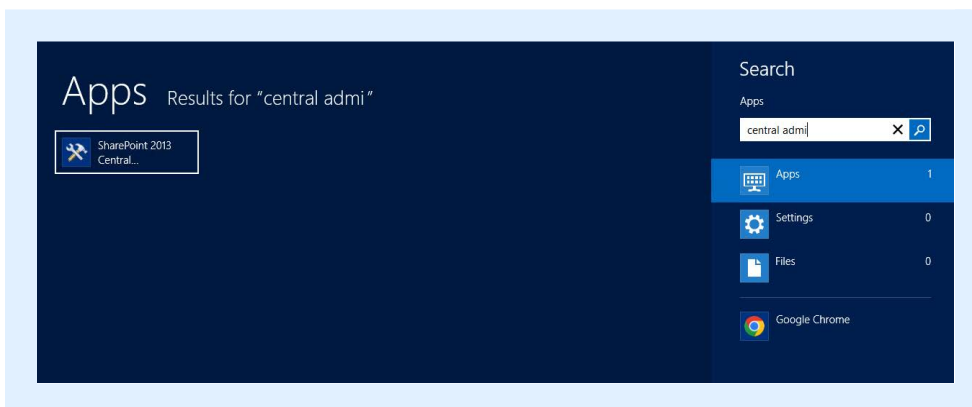 Apps Results for "central admi"
SharePoint 2013
Central...
Search
Apps
central admi
Apps 1
Settings 0
Files 0
Google Chrome